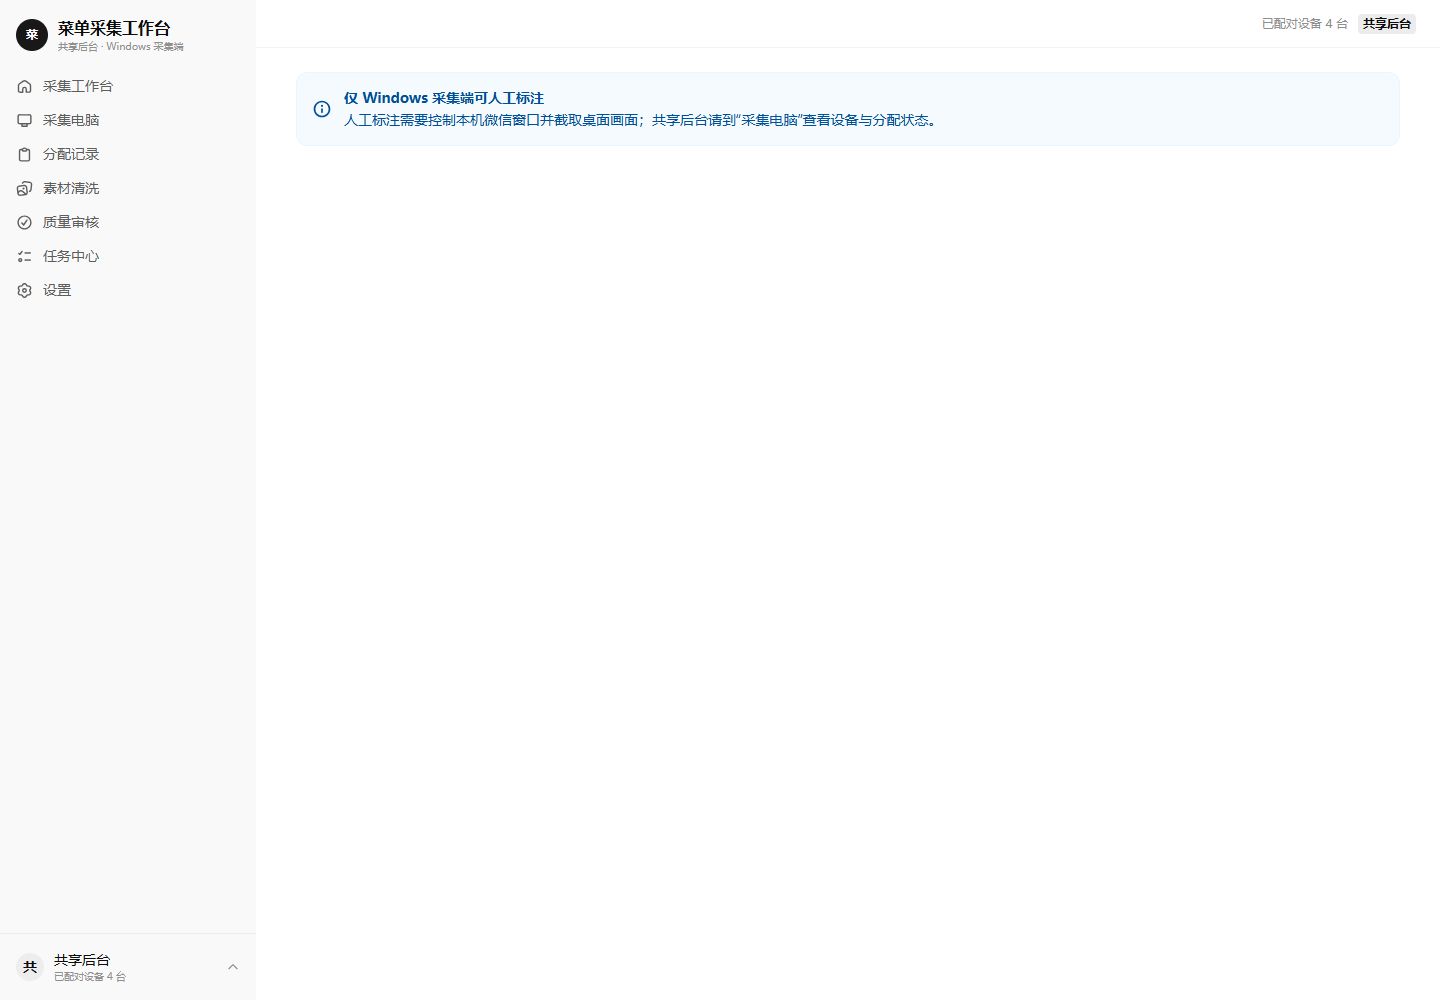 菜
菜单采集工作台
共享后台 · Windows 采集端
采集工作台
采集电脑
分配记录
素材清洗
质量审核
任务中心
设置
共
共享后台
已配对设备 4 台
已配对设备 4 台
共享后台
仅 Windows 采集端可人工标注
人工标注需要控制本机微信窗口并截取桌面画面；共享后台请到“采集电脑”查看设备与分配状态。